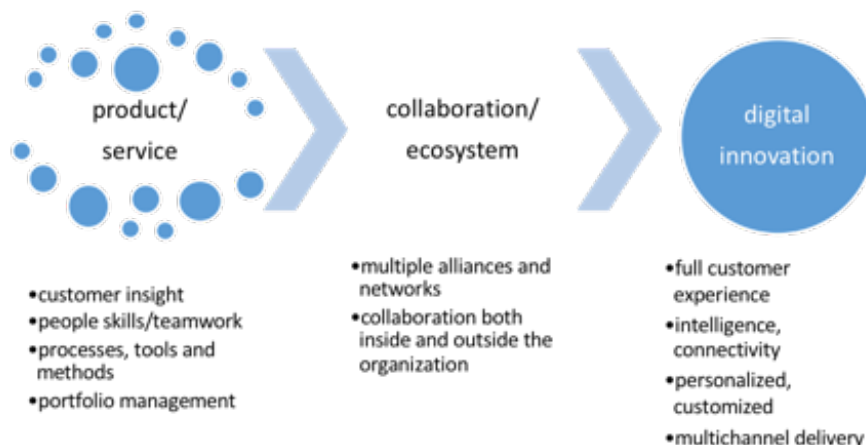 product/
service
collaboration/
ecosystem
digital
innovation
•customer insight
•people skills/teamwork
•processes, tools and
methods
•portfolio management
•multiple alliances and
networks
•collaboration both
inside and outside the
organization
•full customer
experience
•intelligence,
connectivity
•personalized,
customized
•multichannel delivery